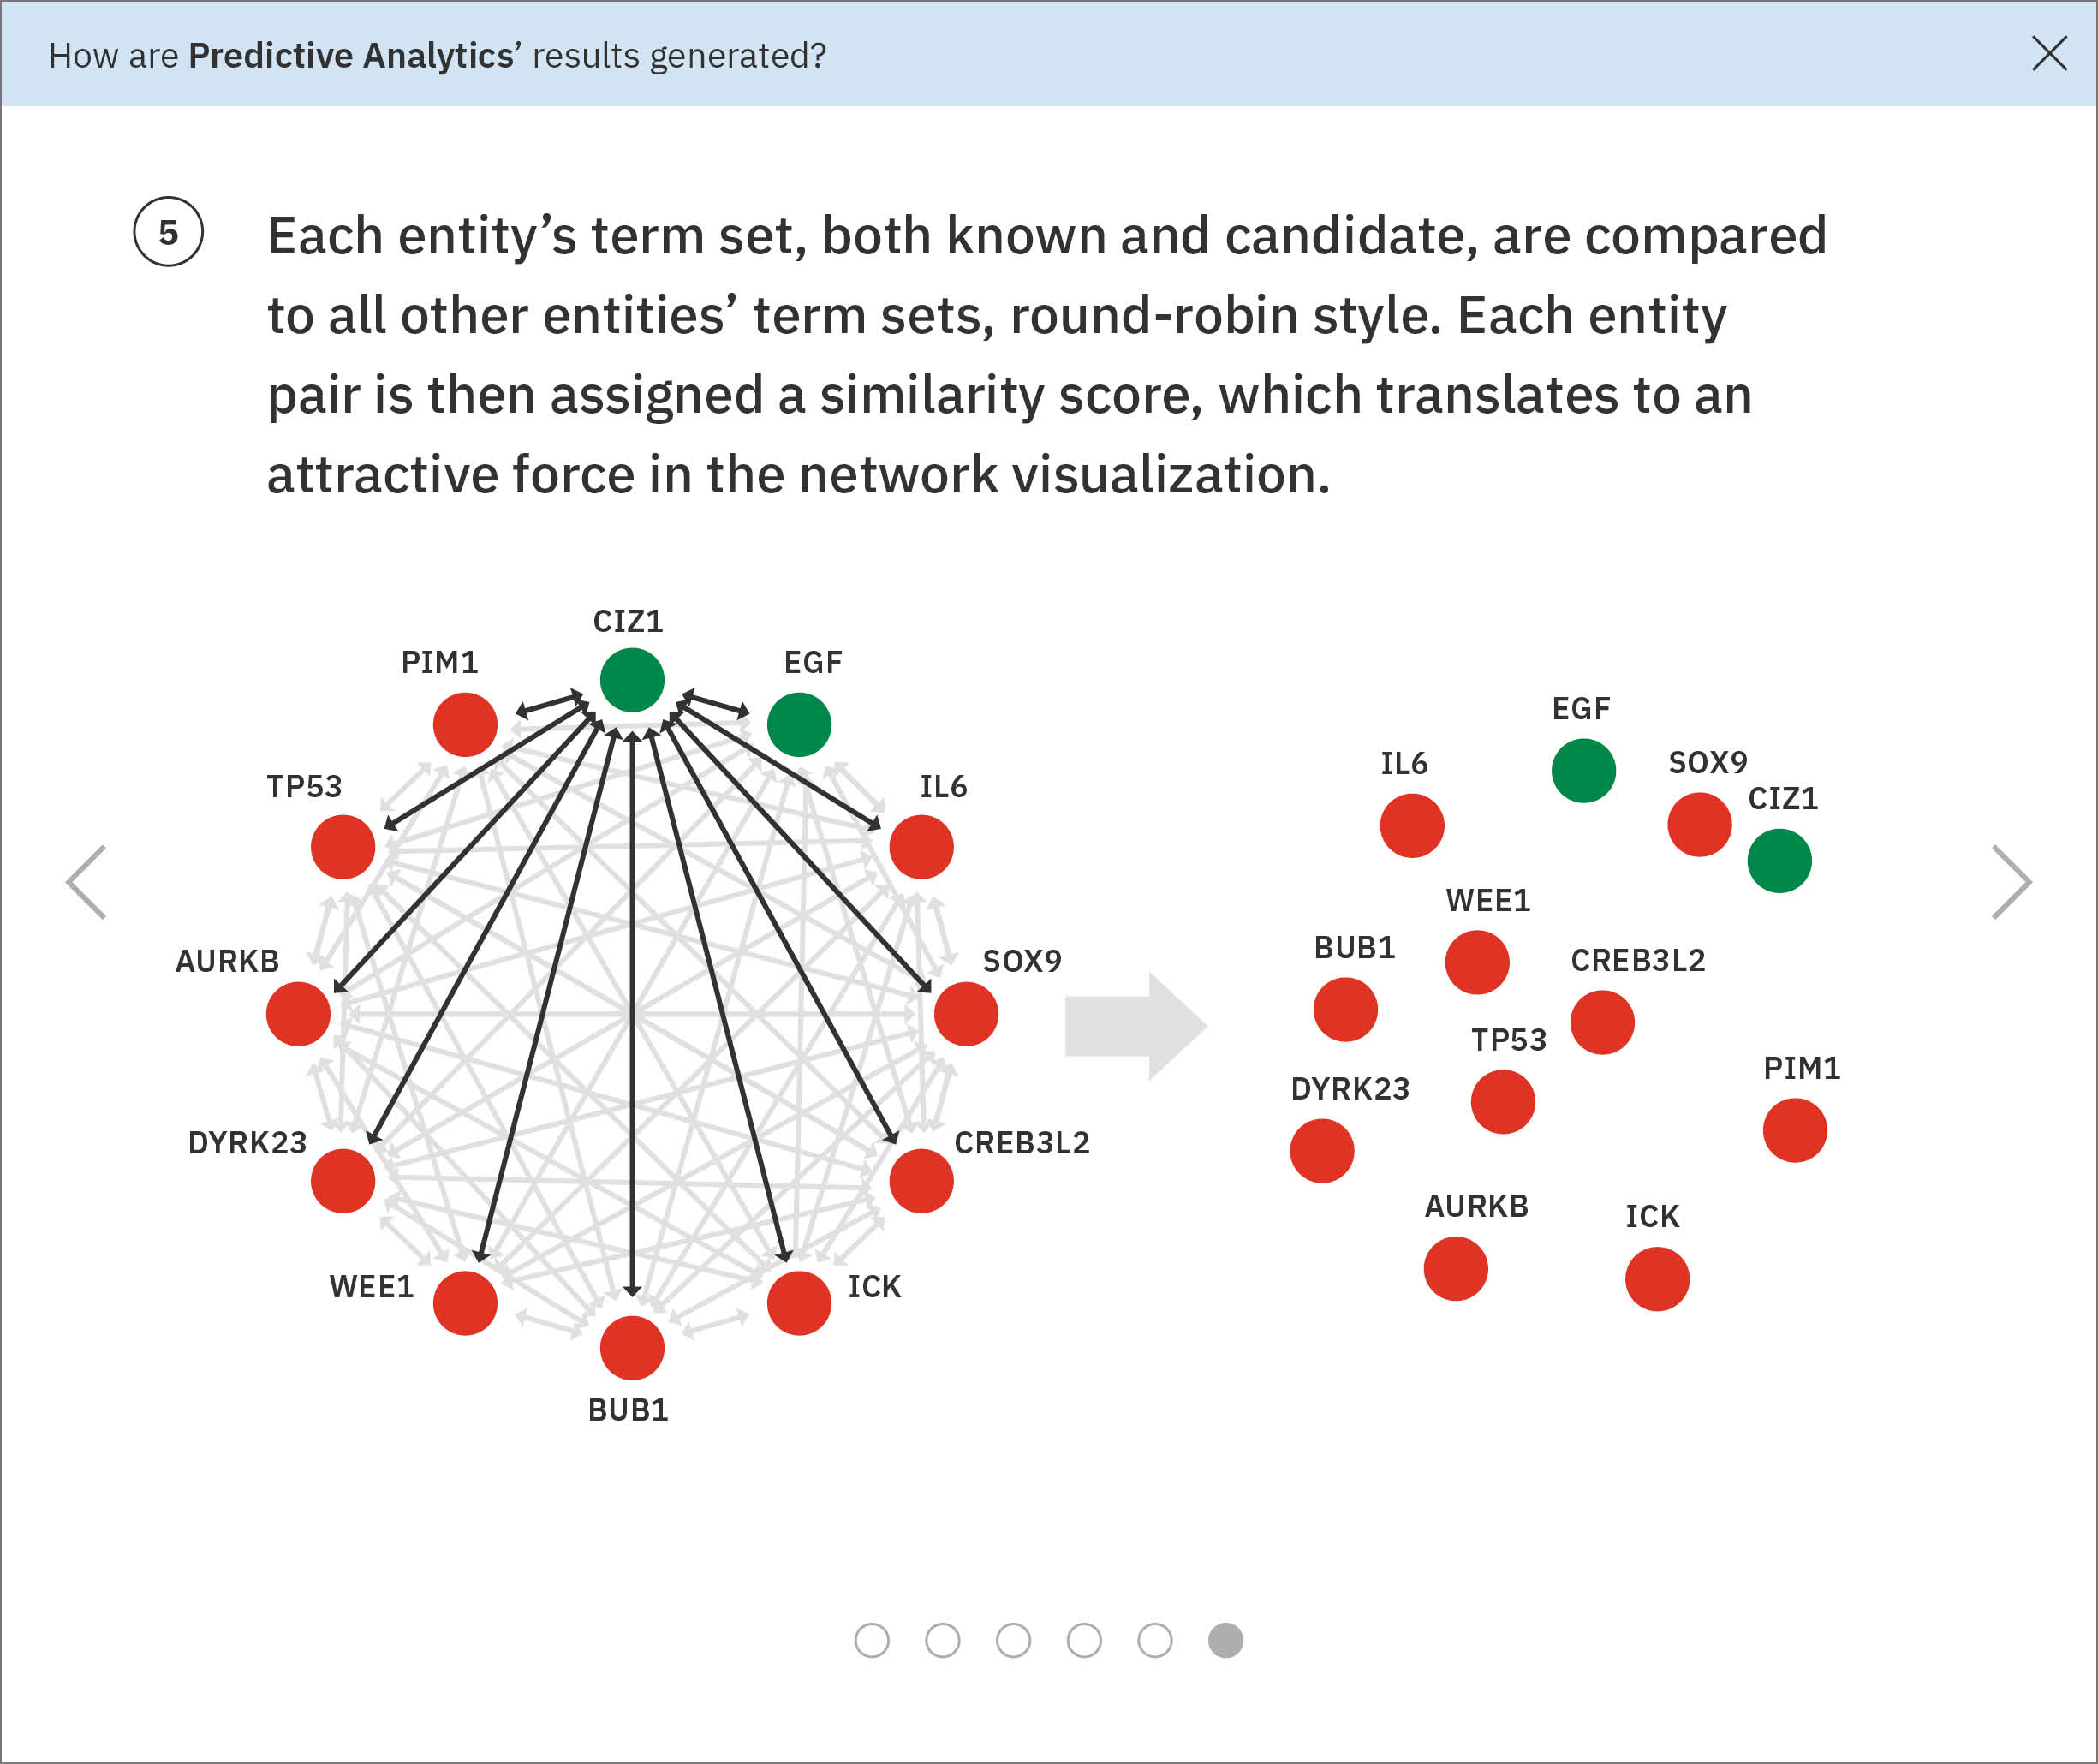 How are Predictive Analytics’ results generated?
5
Each entity’s term set, both known and candidate, are compared
to all other entities’ term sets, round-robin style. Each entity
pair is then assigned a similarity score, which translates to an
attractive force in the network visualization.
CIZ1
PIM1
EGF
TP53
IL6
AURKB
SOX9
DYRK23
CREB3L2
WEE1
ICK
BUB1
EGF
IL6
SOX9
CIZ1
WEE1
BUB1
CREB3L2
TP53
PIM1
DYRK23
AURKB
ICK